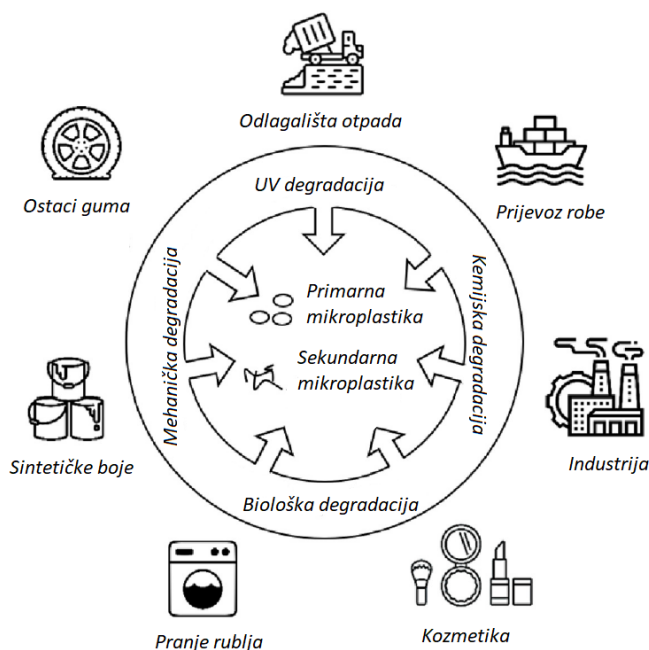 Odlagališta otpada
UV degradacija
Ostaci guma
Prijevoz robe
Mehanička degradacija
Kemijska degradacija
Primarna
mikroplastika
Sekundarna
mikroplastika
Sintetičke boje
Industrija
Biološka degradacija
Pranje rublja
Kozmetika